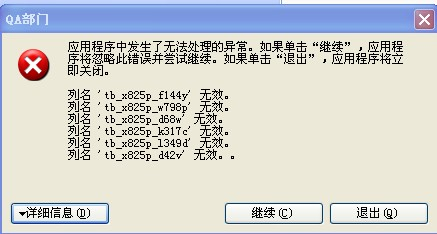 QA部门
应用程序中发生了无法处理的异常。如果单击“继续”，应用程
序将忽略此错误并尝试继续。如果单击“退出”，应用程序将立
即关闭。
列名 'tb_x825p_f144y' 无效。
列名 'tb_x825p_w798p' 无效。
列名 'tb_x825p_d68w' 无效。
列名 'tb_x825p_k317c' 无效。
列名 'tb_x825p_l349d' 无效。
列名 'tb_x825p_d42v' 无效。。
详细信息(D)
继续(C)
退出(Q)